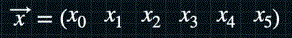 x⃗ = (x₀ x₁ x₂ x₃ x₄ x₅)